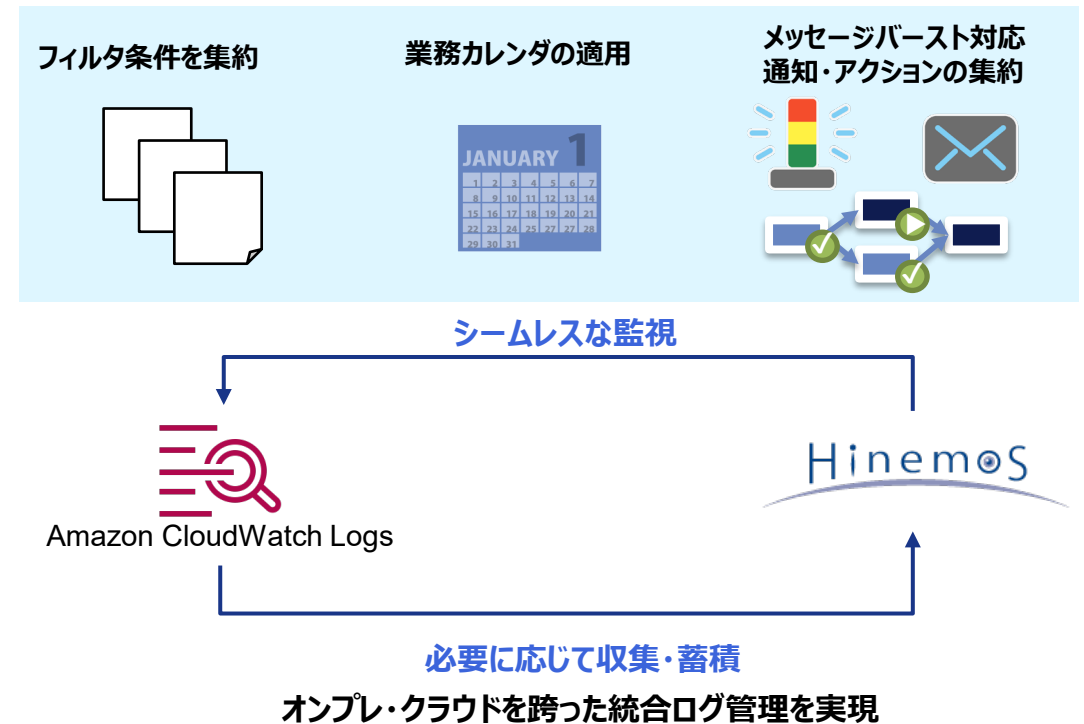 フィルタ条件を集約
業務カレンダの適用
メッセージバースト対応
通知・アクションの集約
JANUARY 1
1 2 3 4 5 6 7
8 9 10 11 12 13 14
15 16 17 18 19 20 21
22 23 24 25 27 27 28
29 30 31
シームレスな監視
Amazon CloudWatch Logs
Hinemos
必要に応じて収集・蓄積
オンプレ・クラウドを跨った統合ログ管理を実現